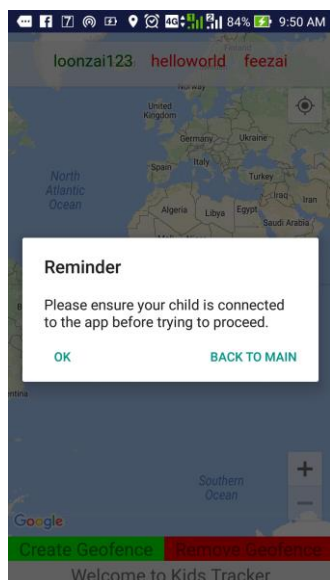 4G 84% 9:50 AM
loonzai123 helloworld feezai
Norway
United
Kingdom
Germany
Ukraine
Spain
Italy
Turkey
North
Atlantic
Ocean
Iraq
Iran
Algeria
Libya
Egypt
Saudi Arabia
Reminder
Please ensure your child is connected
to the app before trying to proceed.
OK BACK TO MAIN
Southern
Ocean
+
Google
Create Geofence Remove Geofence
Welcome to Kids Tracker